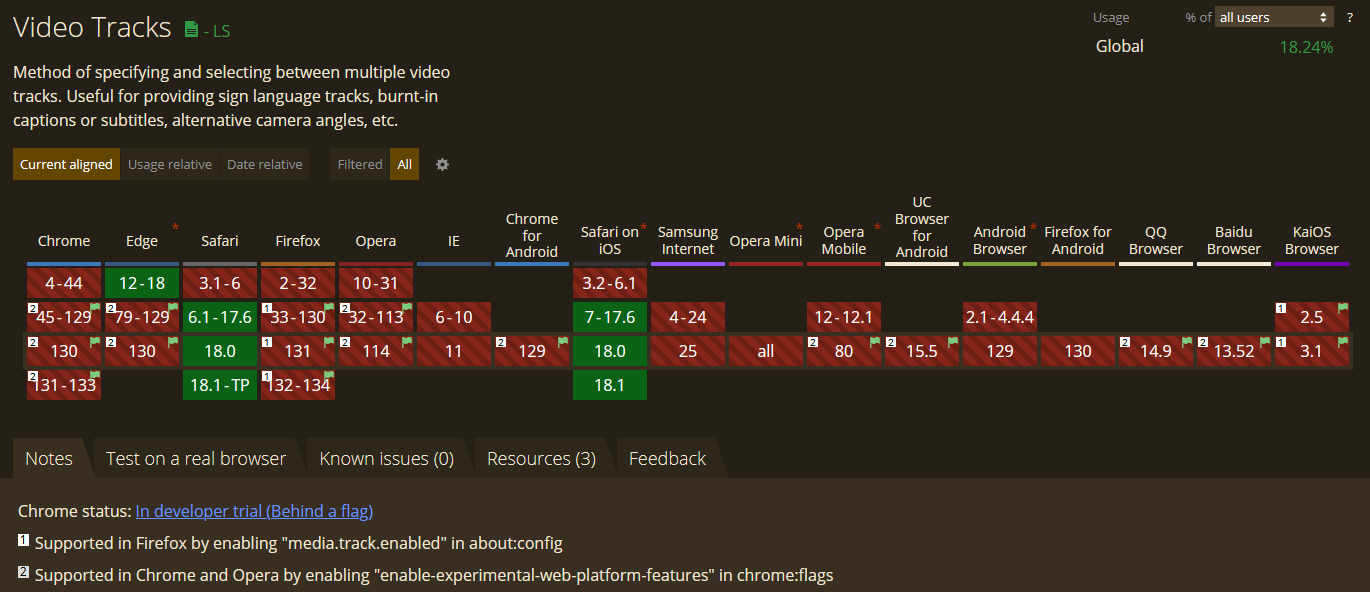 Video Tracks - LS
Usage % of all users ?
Global 18.24%
Method of specifying and selecting between multiple video
tracks. Useful for providing sign language tracks, burnt-in
captions or subtitles, alternative camera angles, etc.
Current aligned Usage relative Date relative Filtered All
Chrome
Edge *
Safari
Firefox
Opera
IE
Chrome
for
Android
Safari on *
iOS
Samsung
Internet
Opera Mini *
Opera *
Mobile
UC
Browser
for
Android
Android *
Browser
Firefox for
Android
QQ
Browser
Baidu
Browser
KaiOS
Browser
4-44 12-18 3.1-6 2-32 10-31 3.2-6.1
2 45-129 2 79-129 6.1-17.6 1 33-130 2 32-113 6-10 7-17.6 4-24 12-12.1 2.1-4.4.4 1 2.5
2 130 2 130 18.0 1 131 2 114 11 2 129 18.0 25 all 2 80 2 15.5 129 130 2 14.9 2 13.52 1 3.1
2 131-133 18.1-TP 1 132-134 18.1
Notes Test on a real browser Known issues (0) Resources (3) Feedback
Chrome status: In developer trial (Behind a flag)
1 Supported in Firefox by enabling "media.track.enabled" in about:config
2 Supported in Chrome and Opera by enabling "enable-experimental-web-platform-features" in chrome:flags